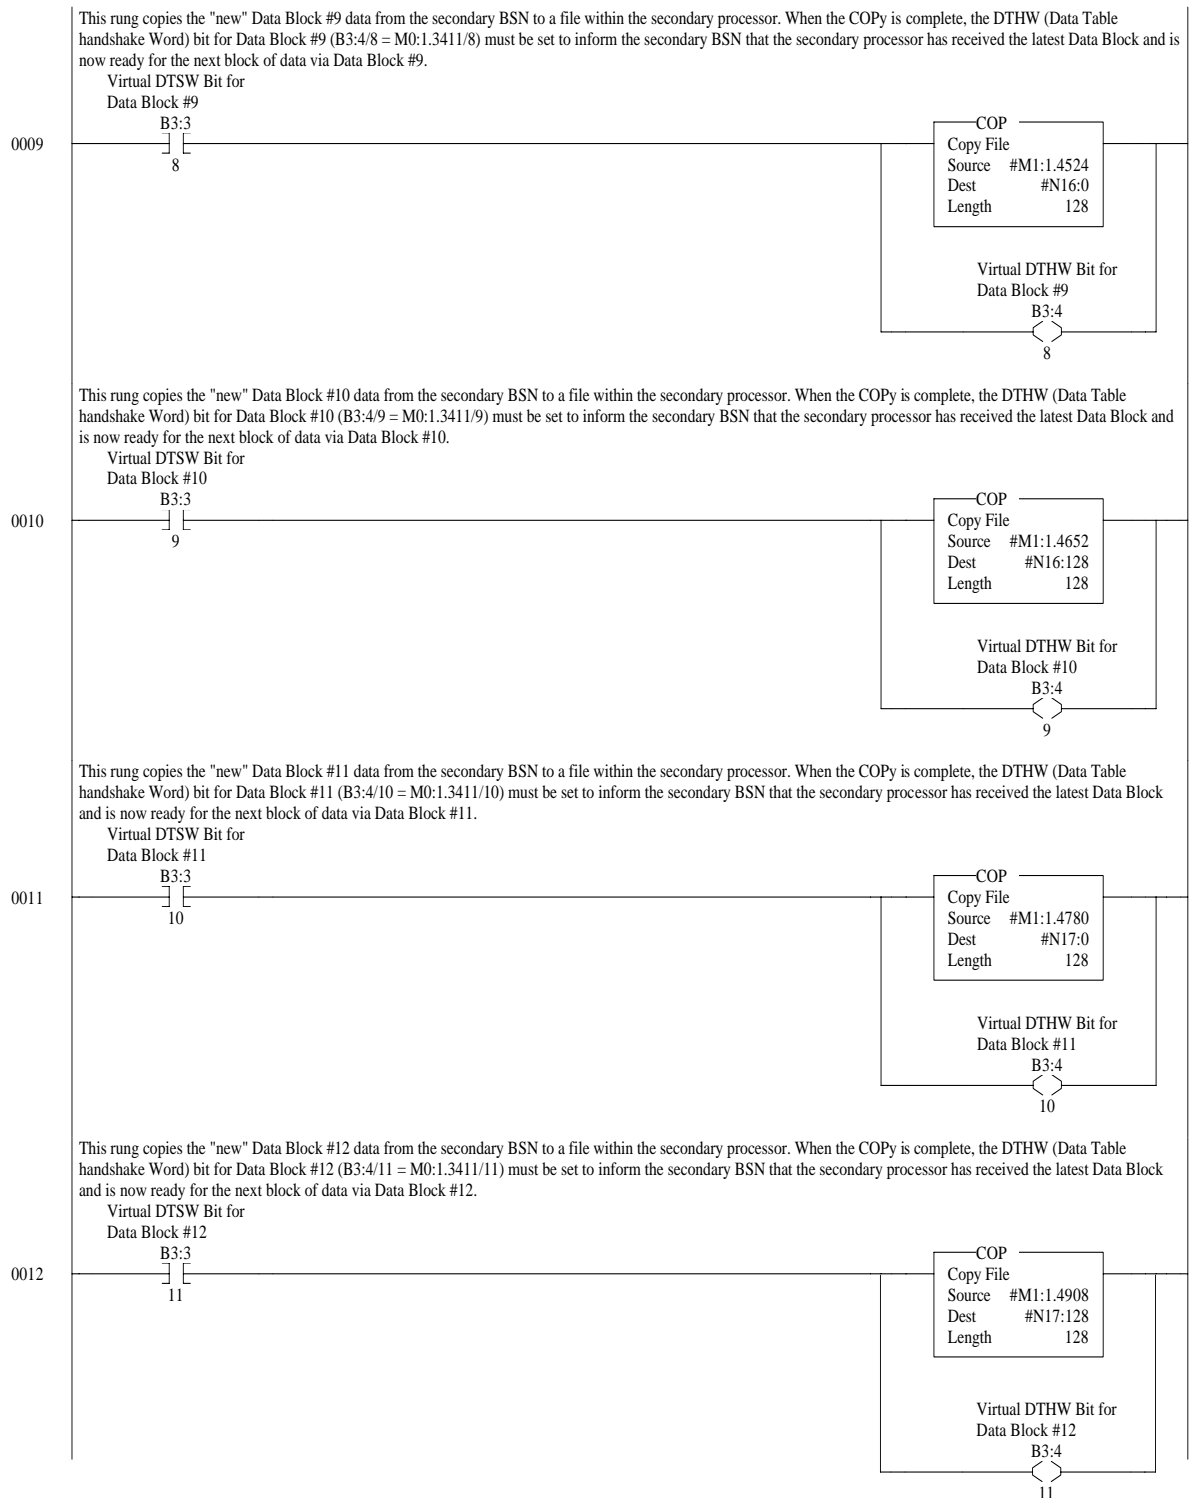 This rung copies the "new" Data Block #9 data from the secondary BSN to a file within the secondary processor. When the COPy is complete, the DTHW (Data Table
handshake Word) bit for Data Block #9 (B3:4/8 = M0:1.3411/8) must be set to inform the secondary BSN that the secondary processor has received the latest Data Block and is
now ready for the next block of data via Data Block #9.
Virtual DTSW Bit for
Data Block #9
B3:3
8
0009
COP
Copy File
Source #M1:1.4524
Dest #N16:0
Length 128
Virtual DTHW Bit for
Data Block #9
B3:4
8
This rung copies the "new" Data Block #10 data from the secondary BSN to a file within the secondary processor. When the COPy is complete, the DTHW (Data Table
handshake Word) bit for Data Block #10 (B3:4/9 = M0:1.3411/9) must be set to inform the secondary BSN that the secondary processor has received the latest Data Block and
is now ready for the next block of data via Data Block #10.
Virtual DTSW Bit for
Data Block #10
B3:3
9
0010
COP
Copy File
Source #M1:1.4652
Dest #N16:128
Length 128
Virtual DTHW Bit for
Data Block #10
B3:4
9
This rung copies the "new" Data Block #11 data from the secondary BSN to a file within the secondary processor. When the COPy is complete, the DTHW (Data Table
handshake Word) bit for Data Block #11 (B3:4/10 = M0:1.3411/10) must be set to inform the secondary BSN that the secondary processor has received the latest Data Block
and is now ready for the next block of data via Data Block #11.
Virtual DTSW Bit for
Data Block #11
B3:3
10
0011
COP
Copy File
Source #M1:1.4780
Dest #N17:0
Length 128
Virtual DTHW Bit for
Data Block #11
B3:4
10
This rung copies the "new" Data Block #12 data from the secondary BSN to a file within the secondary processor. When the COPy is complete, the DTHW (Data Table
handshake Word) bit for Data Block #12 (B3:4/11 = M0:1.3411/11) must be set to inform the secondary BSN that the secondary processor has received the latest Data Block
and is now ready for the next block of data via Data Block #12.
Virtual DTSW Bit for
Data Block #12
B3:3
11
0012
COP
Copy File
Source #M1:1.4908
Dest #N17:128
Length 128
Virtual DTHW Bit for
Data Block #12
B3:4
11